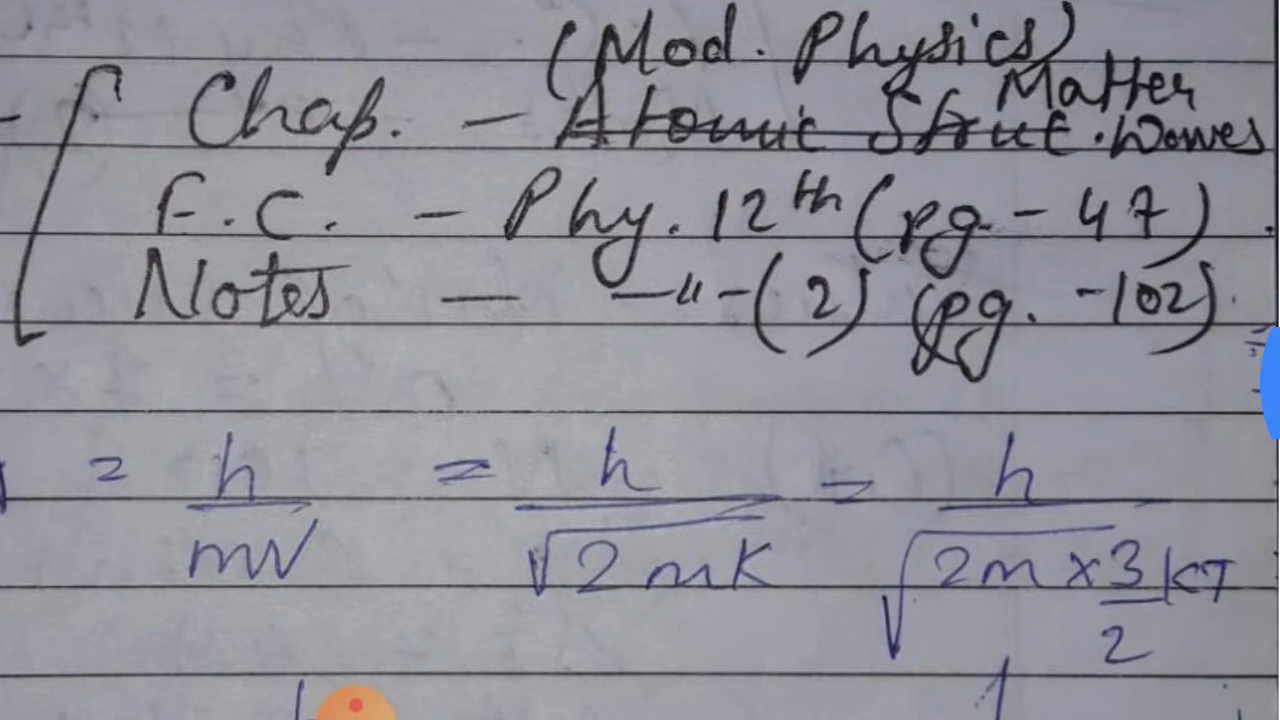 (Mod. Physics)
Chap. - Atomic Struct. Matter Waves
F.C. - Phy. 12th (pg - 47)
Notes - —"- (2) (pg. - 102).
= h/mv = h/√2mK = h/√2m × 3/2 KT